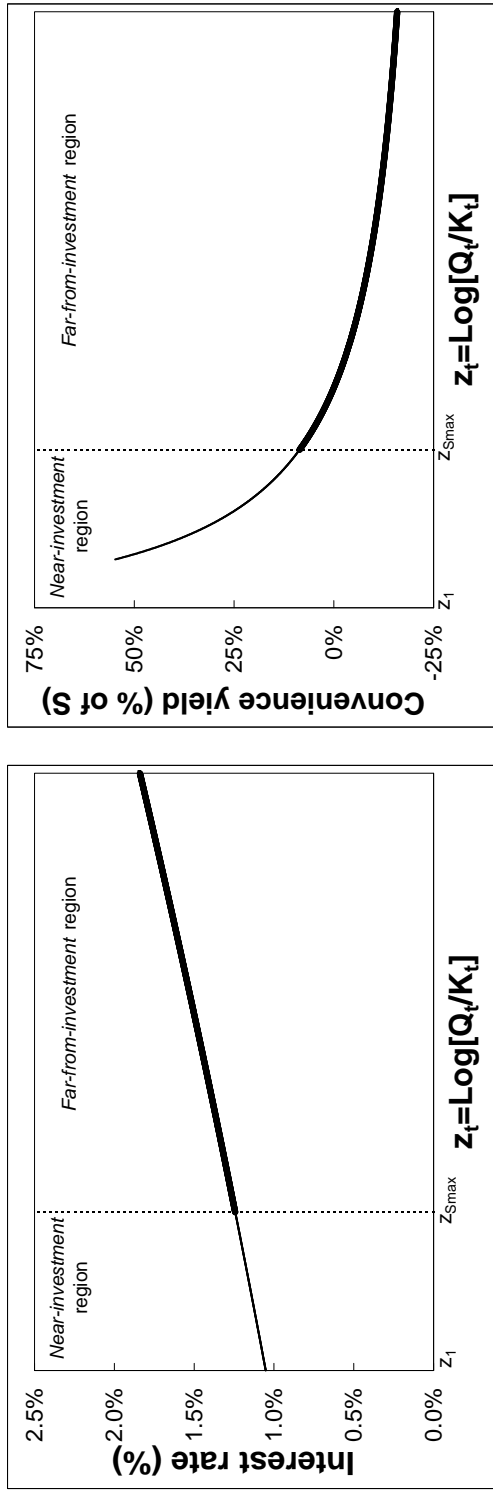 Interest rate (%)
2.5%
2.0%
1.5%
1.0%
0.5%
0.0%
Near-investment
region
Far-from-investment region
z1
zSmax
zt=Log[Qt/Kt]
Convenience yield (% of S)
75%
50%
25%
0%
-25%
Near-investment
region
Far-from-investment region
z1
zSmax
zt=Log[Qt/Kt]